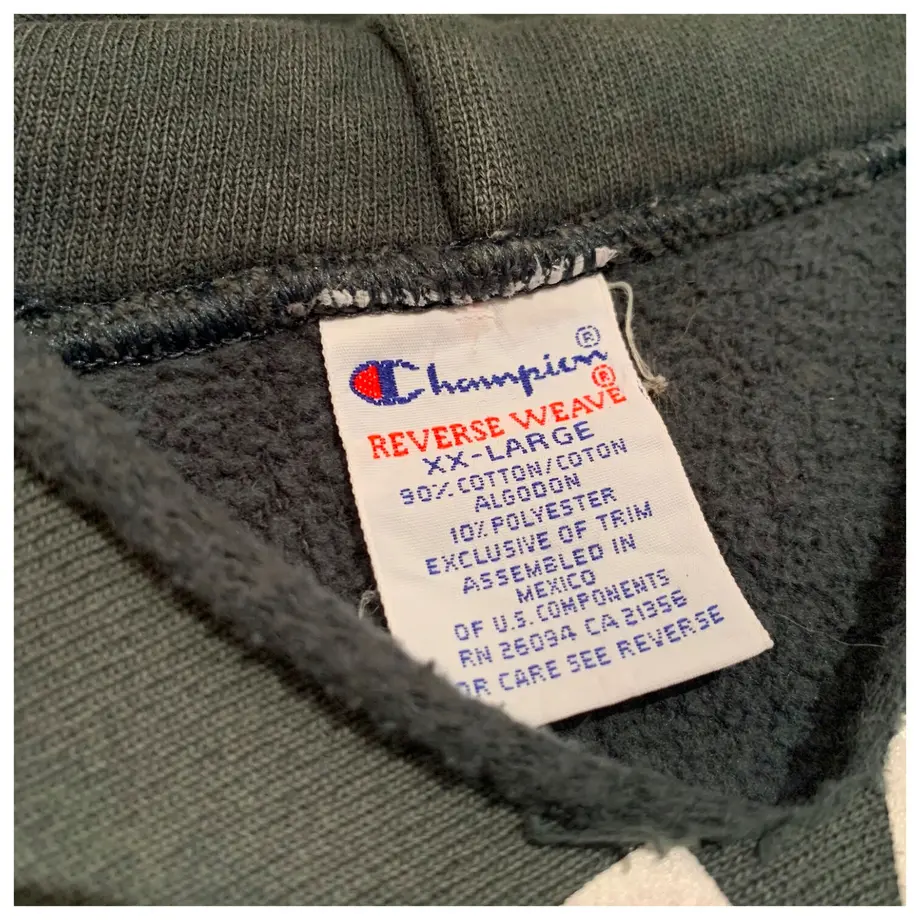 Champion®
REVERSE WEAVE®
XX-LARGE
90% COTTON/COTON
ALGODON
10% POLYESTER
EXCLUSIVE OF TRIM
ASSEMBLED IN
MEXICO
OF U.S. COMPONENTS
RN 26094 CA 21356
OR CARE SEE REVERSE